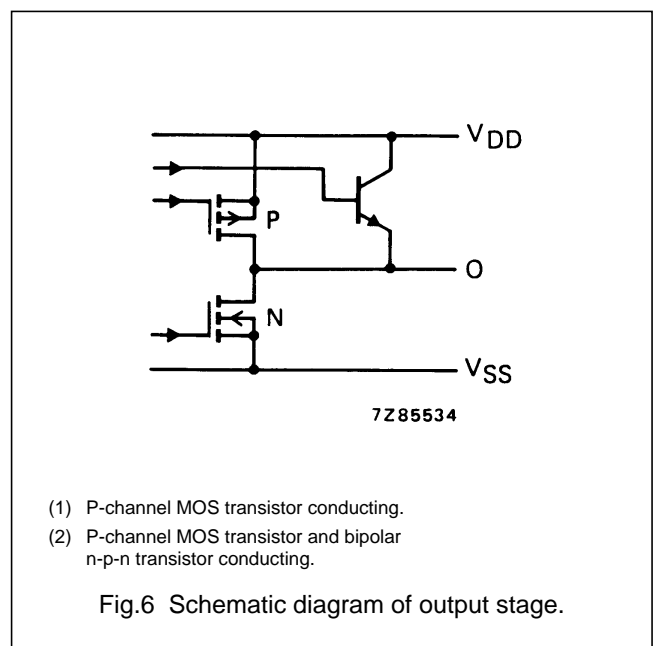 VDD
P
O
N
VSS
7Z85534
(1) P-channel MOS transistor conducting.
(2) P-channel MOS transistor and bipolar
n-p-n transistor conducting.
Fig.6 Schematic diagram of output stage.